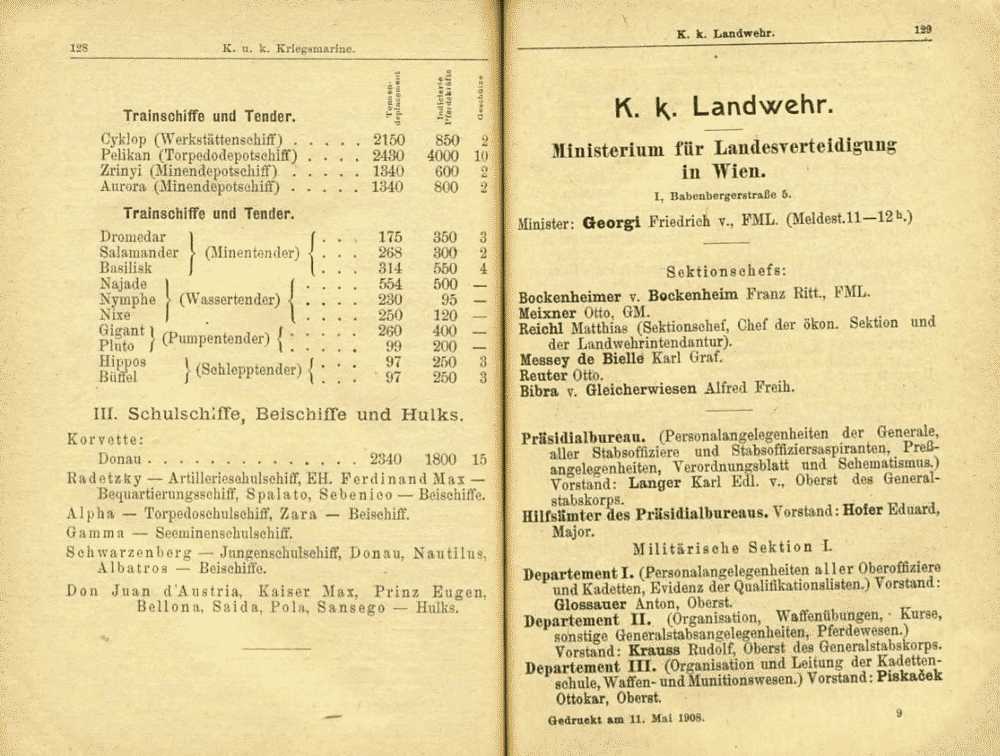 128
K. u. k. Kriegsmarine.
Tonnen-
deplacement
Indizierte
Pferdekräfte
Geschütze
Trainschiffe und Tender.
Cyklop (Werkstättenschiff) . . . . . 2150 850 2
Pelikan (Torpedodepotschiff) . . . . 2430 4000 10
Zrinyi (Minendepotschiff) . . . . . 1340 600 2
Aurora (Minendepotschiff) . . . . . 1340 800 2
Trainschiffe und Tender.
Dromedar . . . 175 350 3
Salamander (Minentender) . . . 268 300 2
Basilisk . . . 314 550 4
Najade . . . . 554 500 —
Nymphe (Wassertender) . . . . 230 95 —
Nixe . . . . 250 120 —
Gigant . . . . 260 400 —
Pluto (Pumpentender) . . . . 99 200 —
Hippos . . . 97 250 3
Büffel (Schlepptender) . . . 97 250 3
III. Schulschiffe, Beischiffe und Hulks.
Korvette:
Donau . . . . . . . . . . . . . . 2340 1800 15
Radetzky — Artillerieschulschiff, EH. Ferdinand Max —
Bequartierungsschiff, Spalato, Sebenico — Beischiffe.
Alpha — Torpedoschulschiff, Zara — Beischiff.
Gamma — Seeminenschulschiff.
Schwarzenberg — Jungenschulschiff, Donau, Nautilus,
Albatros — Beischiffe.
Don Juan d'Austria, Kaiser Max, Prinz Eugen,
Bellona, Saida, Pola, Sansego — Hulks.
K. k. Landwehr.
129
K. k. Landwehr.
Ministerium für Landesverteidigung
in Wien.
I, Babenbergerstraße 5.
Minister: Georgi Friedrich v., FML. (Meldest. 11—12 h.)
Sektionschefs:
Bockenheimer v. Bockenheim Franz Ritt., FML.
Meixner Otto, GM.
Reichl Matthias (Sektionschef, Chef der ökon. Sektion und
der Landwehrintendantur).
Messey de Bielle Karl Graf.
Reuter Otto.
Bibra v. Gleicherwiesen Alfred Freih.
Präsidialbureau. (Personalangelegenheiten der Generale,
aller Stabsoffiziere und Stabsoffiziersaspiranten, Preß-
angelegenheiten, Verordnungsblatt und Schematismus.)
Vorstand: Langer Karl Edl. v., Oberst des General-
stabskorps.
Hilfsämter des Präsidialbureaus. Vorstand: Hofer Eduard,
Major.
Militärische Sektion I.
Departement I. (Personalangelegenheiten aller Oberoffiziere
und Kadetten, Evidenz der Qualifikationslisten.) Vorstand:
Glossauer Anton, Oberst.
Departement II. (Organisation, Waffenübungen, Kurse,
sonstige Generalstabsangelegenheiten, Pferdewesen.)
Vorstand: Krauss Rudolf, Oberst des Generalstabskorps.
Departement III. (Organisation und Leitung der Kadetten-
schule, Waffen- und Munitionswesen.) Vorstand: Piskaček
Ottokar, Oberst.
Gedruckt am 11. Mai 1908.
9